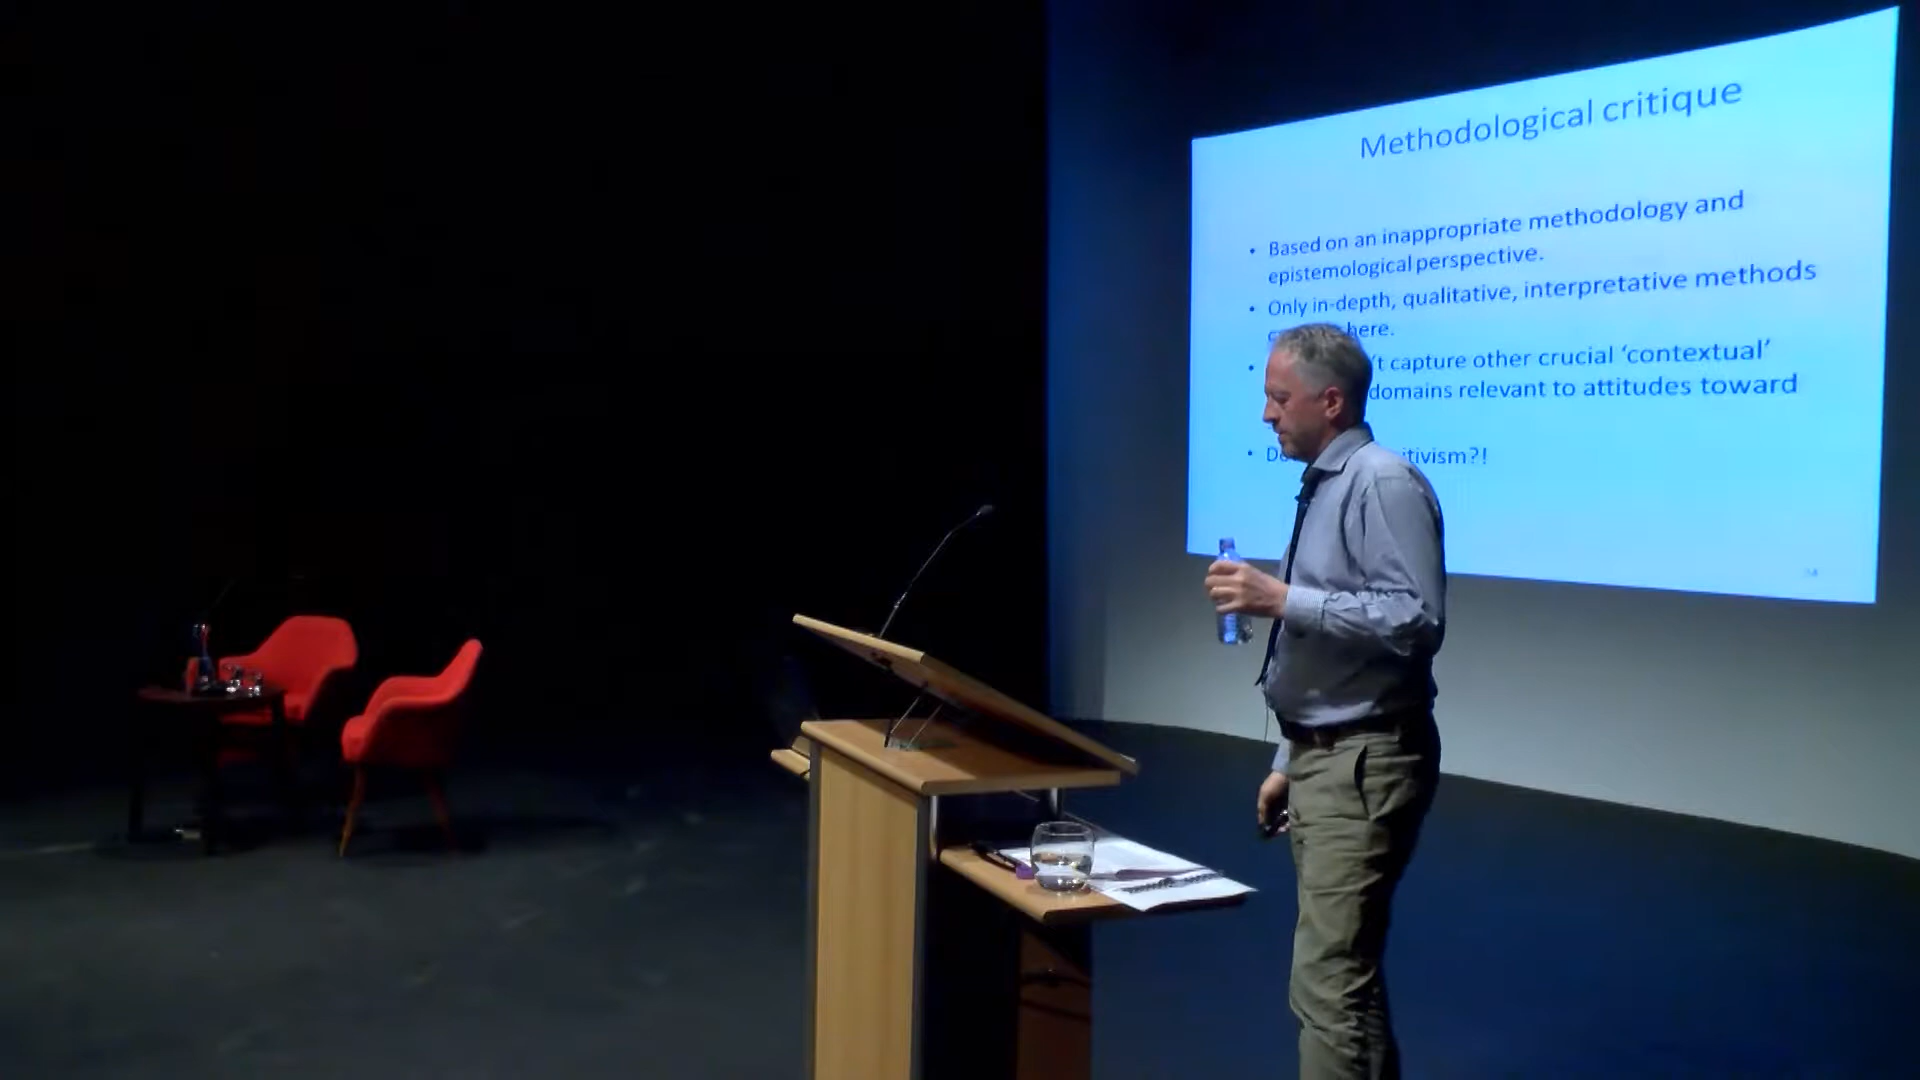 Methodological critique
• Based on an inappropriate methodology and
epistemological perspective.
• Only in-depth, qualitative, interpretative methods
here.
• 't capture other crucial ‘contextual’
domains relevant to attitudes toward
• itivism?!